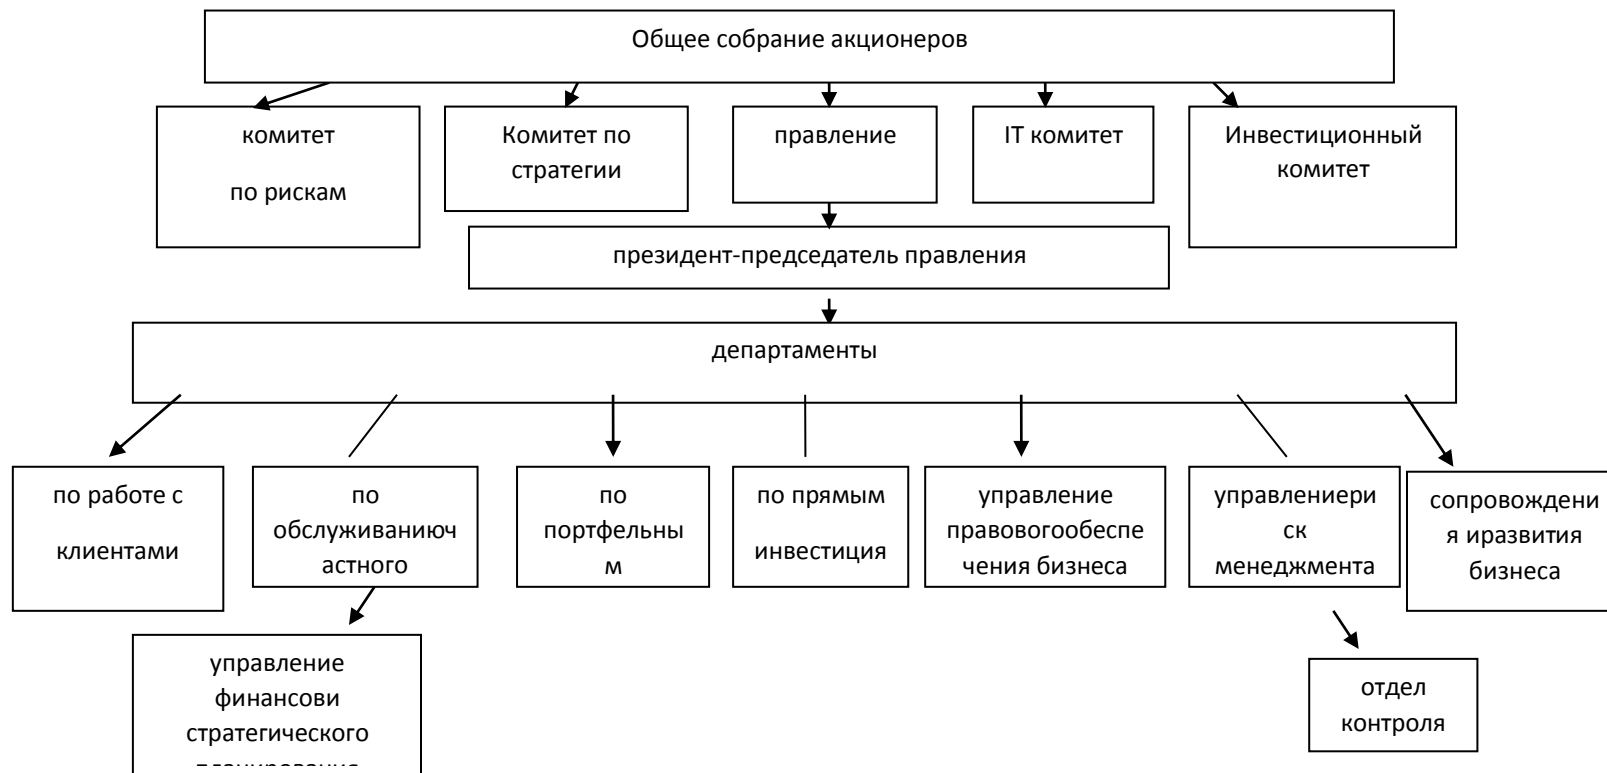 Общее собрание акционеров
комитет
по рискам
Комитет по
стратегии
правление
IT комитет
Инвестиционный
комитет
президент-председатель правления
департаменты
по работе с
клиентами
по
обслуживаниюч
астного
по
портфельны
м
по прямым
инвестиция
управление
правовогообеспе
чения бизнеса
управлениери
ск
менеджмента
сопровождени
я иразвития
бизнеса
управление
финансови
стратегического
планирования
отдел
контроля